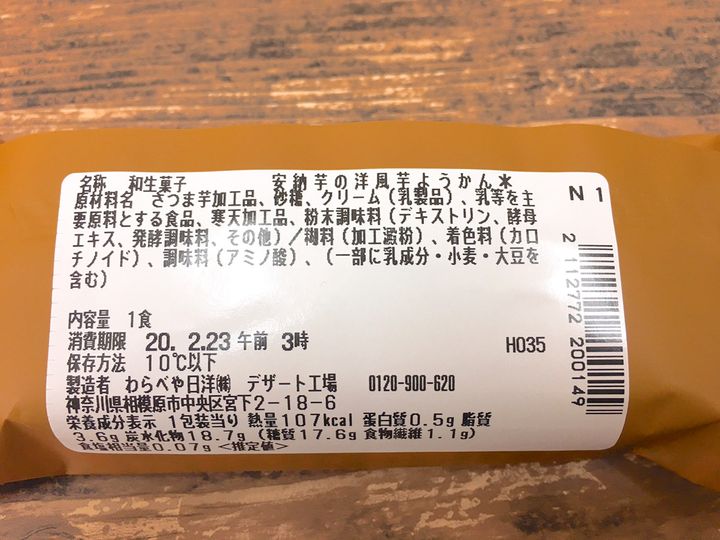 名称　和生菓子　安納芋の洋風芋ようかん＊
原材料名　さつま芋加工品、砂糖、クリーム（乳製品）、乳等を主
要原料とする食品、寒天加工品、粉末調味料（デキストリン、酵母
エキス、発酵調味料、その他）／糊料（加工澱粉）、着色料（カロ
チノイド）、調味料（アミノ酸）、（一部に乳成分・小麦・大豆を
含む）
内容量　1食
消費期限　20. 2.23 午前 3時
保存方法　10℃以下
製造者　わらべや日洋㈱　デザート工場　0120-900-620
神奈川県相模原市中央区宮下2-18-6
栄養成分表示　1包装当り　熱量107kcal　蛋白質0.5g　脂質
3.6g　炭水化物18.7g（糖質17.6g　食物繊維1.1g）
食塩相当量0.07g　<推定値>
N 1
H035
2 112772 200149